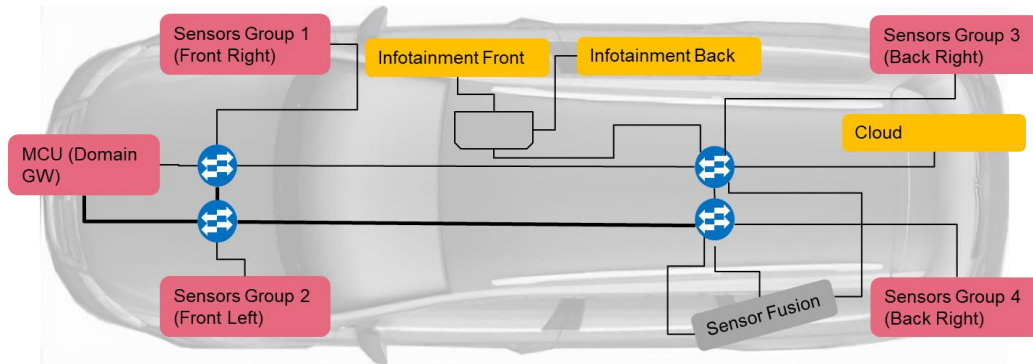 Sensors Group 1
(Front Right)
Infotainment Front
Infotainment Back
Sensors Group 3
(Back Right)
MCU (Domain
GW)
Cloud
Sensors Group 2
(Front Left)
Sensor Fusion
Sensors Group 4
(Back Right)